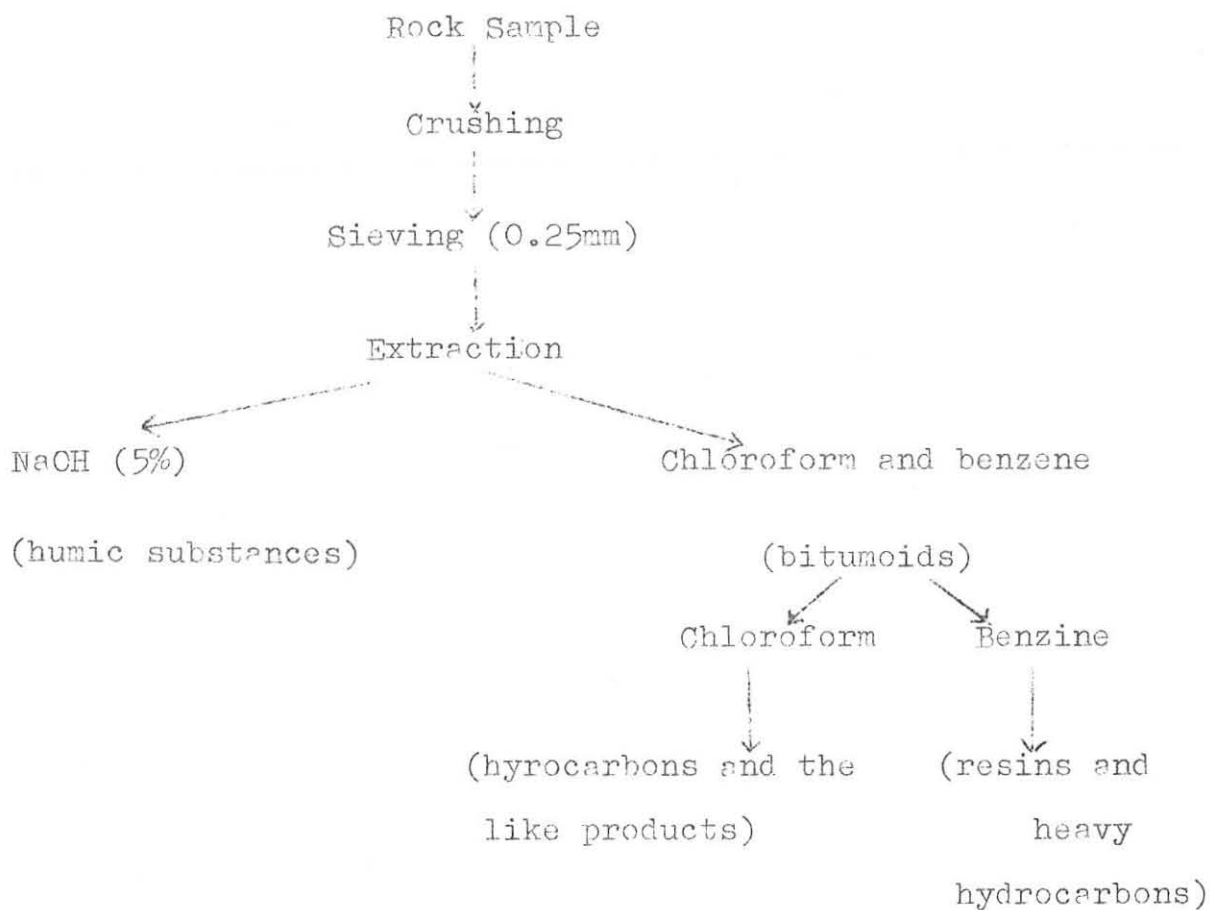 Rock Sample
Crushing
Sieving (0.25mm)
Extraction
NaOH (5%)
Chloroform and benzene
(humic substances)
(bitumoids)
Chloroform
Benzine
(hyrocarbons and the
like products)
(resins and
heavy
hydrocarbons)